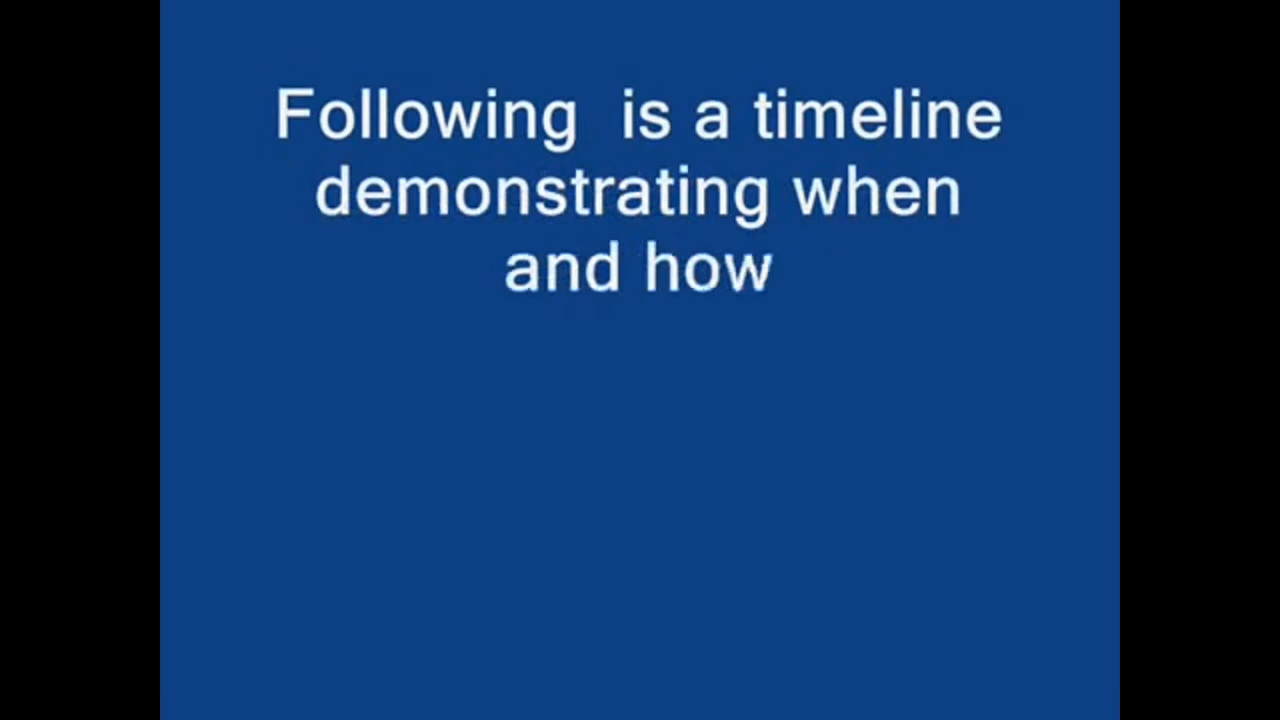 Following  is a timeline
demonstrating when
and how